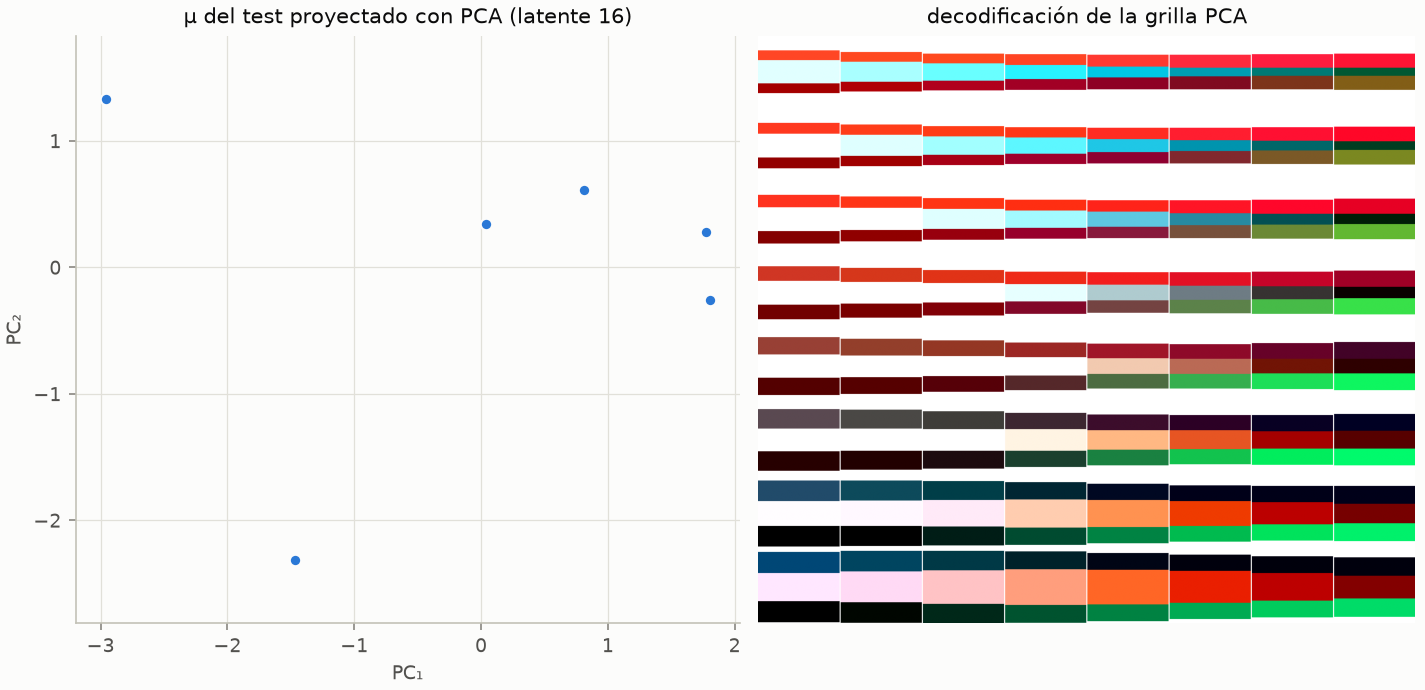 μ del test proyectado con PCA (latente 16)
decodificación de la grilla PCA
1
0
−1
−2
PC₂
−3
−2
−1
0
1
2
PC₁